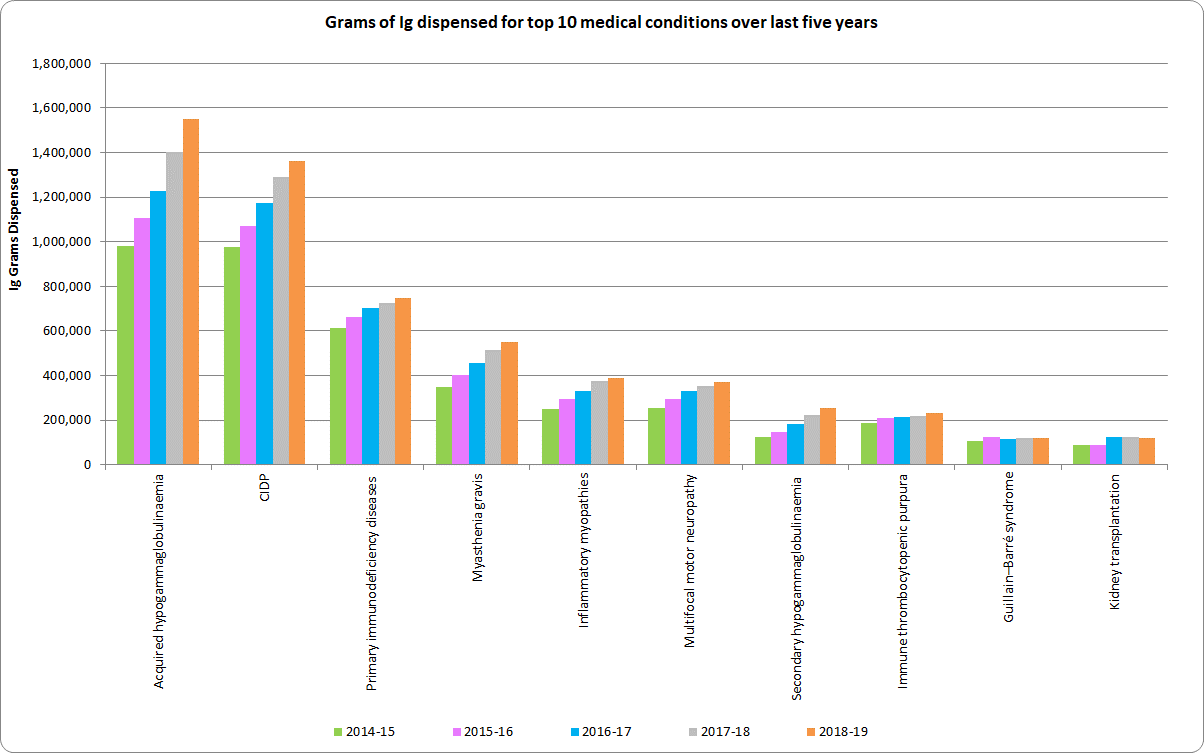 Grams of Ig dispensed for top 10 medical conditions over last five years
Ig Grams Dispensed
1,800,000
1,600,000
1,400,000
1,200,000
1,000,000
800,000
600,000
400,000
200,000
0
Acquired hypogammaglobulinaemia
CIDP
Primary immunodeficiency diseases
Myasthenia gravis
Inflammatory myopathies
Multifocal motor neuropathy
Secondary hypogammaglobulinaemia
Immune thrombocytopenic purpura
Guillain–Barré syndrome
Kidney transplantation
2014-15 2015-16 2016-17 2017-18 2018-19